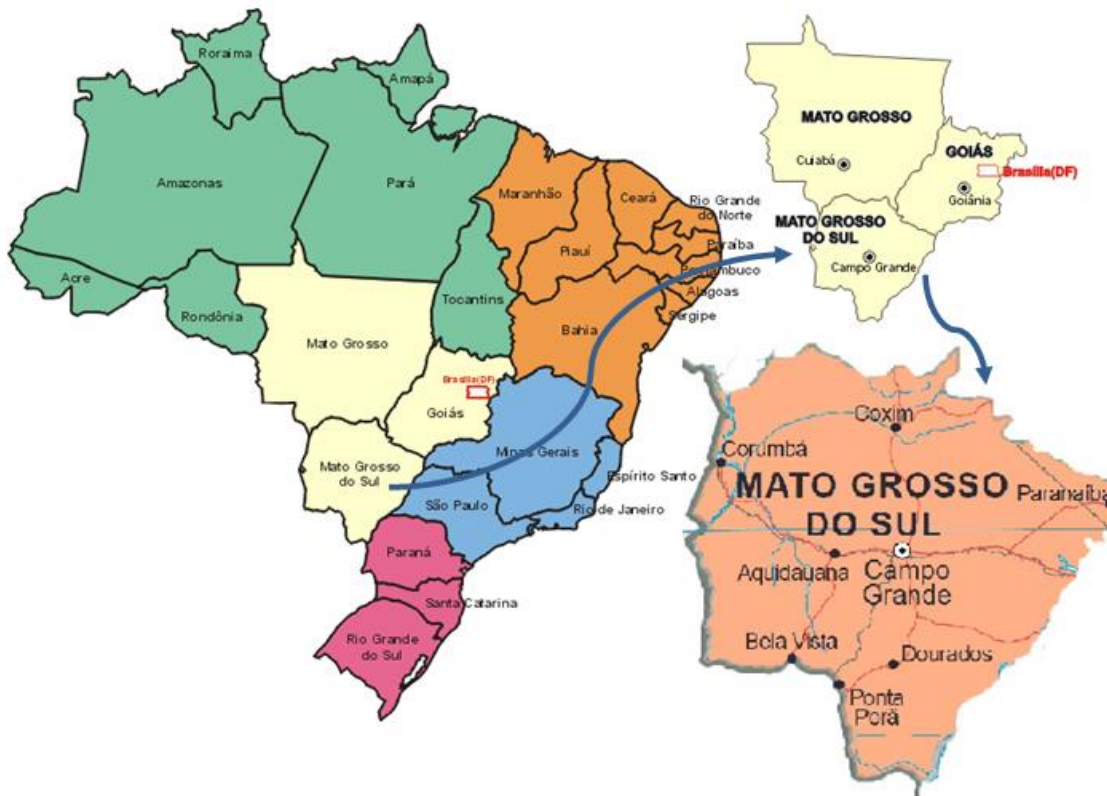 Roraima
Amapá
Amazonas
Pará
Maranhão
Ceará
Rio Grande
do Norte
Piauí
Paraíba
Pernambuco
Acre
Rondônia
Tocantins
Alagoas
Sergipe
Bahia
Mato Grosso
Brasília(DF)
Goiás
Mato Grosso
do Sul
Minas Gerais
Espírito Santo
São Paulo
Rio de Janeiro
Paraná
Santa Catarina
Rio Grande
do Sul
MATO GROSSO
Cuiabá
GOIÁS
Brasília(DF)
Goiânia
MATO GROSSO
DO SUL
Campo Grande
Coxim
Corumbá
MATO GROSSO
DO SUL
Paranaíba
Aquidauana
Campo
Grande
Bela Vista
Dourados
Ponta
Porã